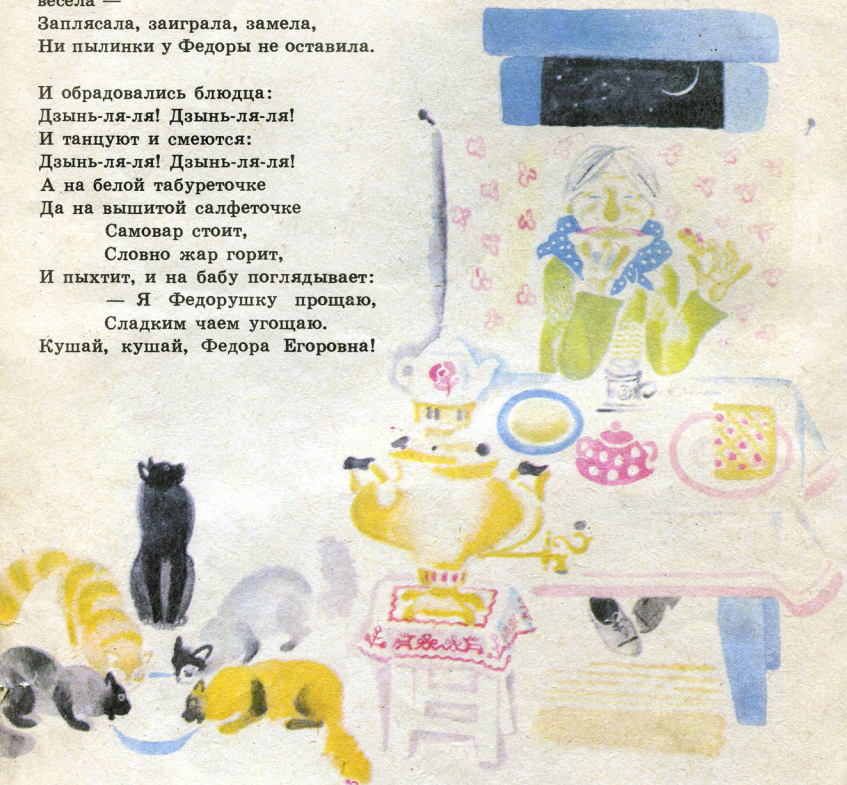 весела —
Заплясала, заиграла, замела,
Ни пылинки у Федоры не оставила.
И обрадовались блюдца:
Дзынь-ля-ля! Дзынь-ля-ля!
И танцуют и смеются:
Дзынь-ля-ля! Дзынь-ля-ля!
А на белой табуреточке
Да на вышитой салфеточке
Самовар стоит,
Словно жар горит,
И пыхтит, и на бабу поглядывает:
— Я Федорушку прощаю,
Сладким чаем угощаю.
Кушай, кушай, Федора Егоровна!